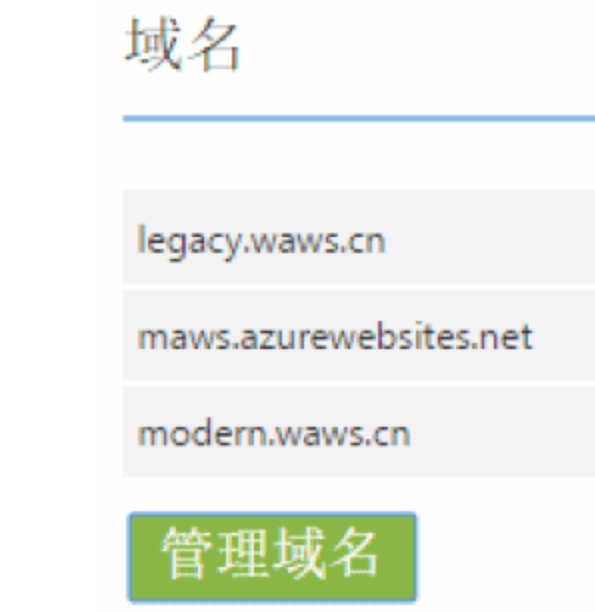 域名
legacy.waws.cn
maws.azurewebsites.net
modern.waws.cn
管理域名